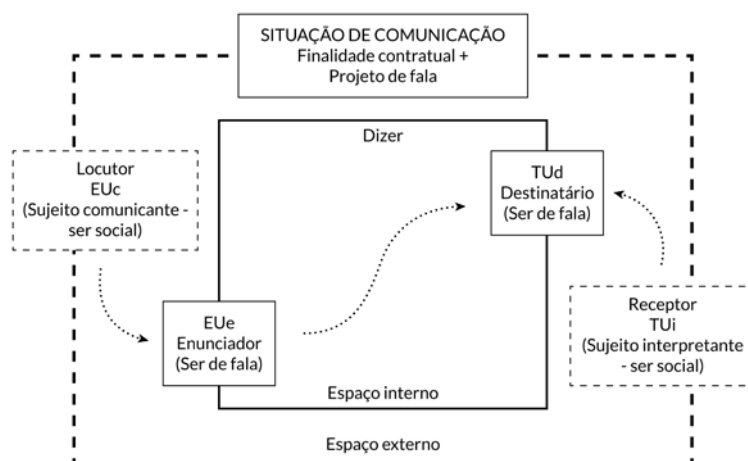 SITUAÇÃO DE COMUNICAÇÃO
Finalidade contratual +
Projeto de fala
Dizer
Locutor
EUc
(Sujeito comunicante -
ser social)
TUd
Destinatário
(Ser de fala)
EUe
Enunciador
(Ser de fala)
Receptor
TUi
(Sujeito interpretante
- ser social)
Espaço interno
Espaço externo